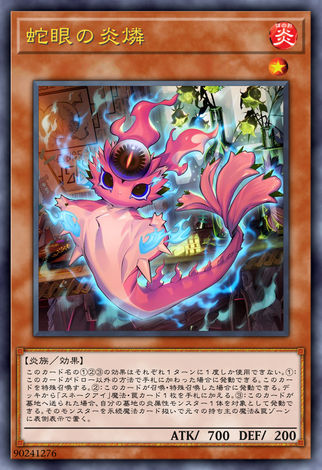 蛇眼の炎燐
ほのお
炎
【炎族／効果】
このカード名の①②③の効果はそれぞれ１ターンに１度しか使用できない。①：
このカードがドロー以外の方法で手札に加わった場合に発動できる。このカー
ドを特殊召喚する。②：このカードが召喚・特殊召喚した場合に発動できる。デ
ッキから「スネークアイ」魔法・罠カード１枚を手札に加える。③：このカードが
墓地へ送られた場合、自分の墓地の炎属性モンスター１体を対象として発動で
きる。そのモンスターを永続魔法カード扱いで元々の持ち主の魔法＆罠ゾーン
に表側表示で置く。
ATK/ 700 DEF/ 200
90241276